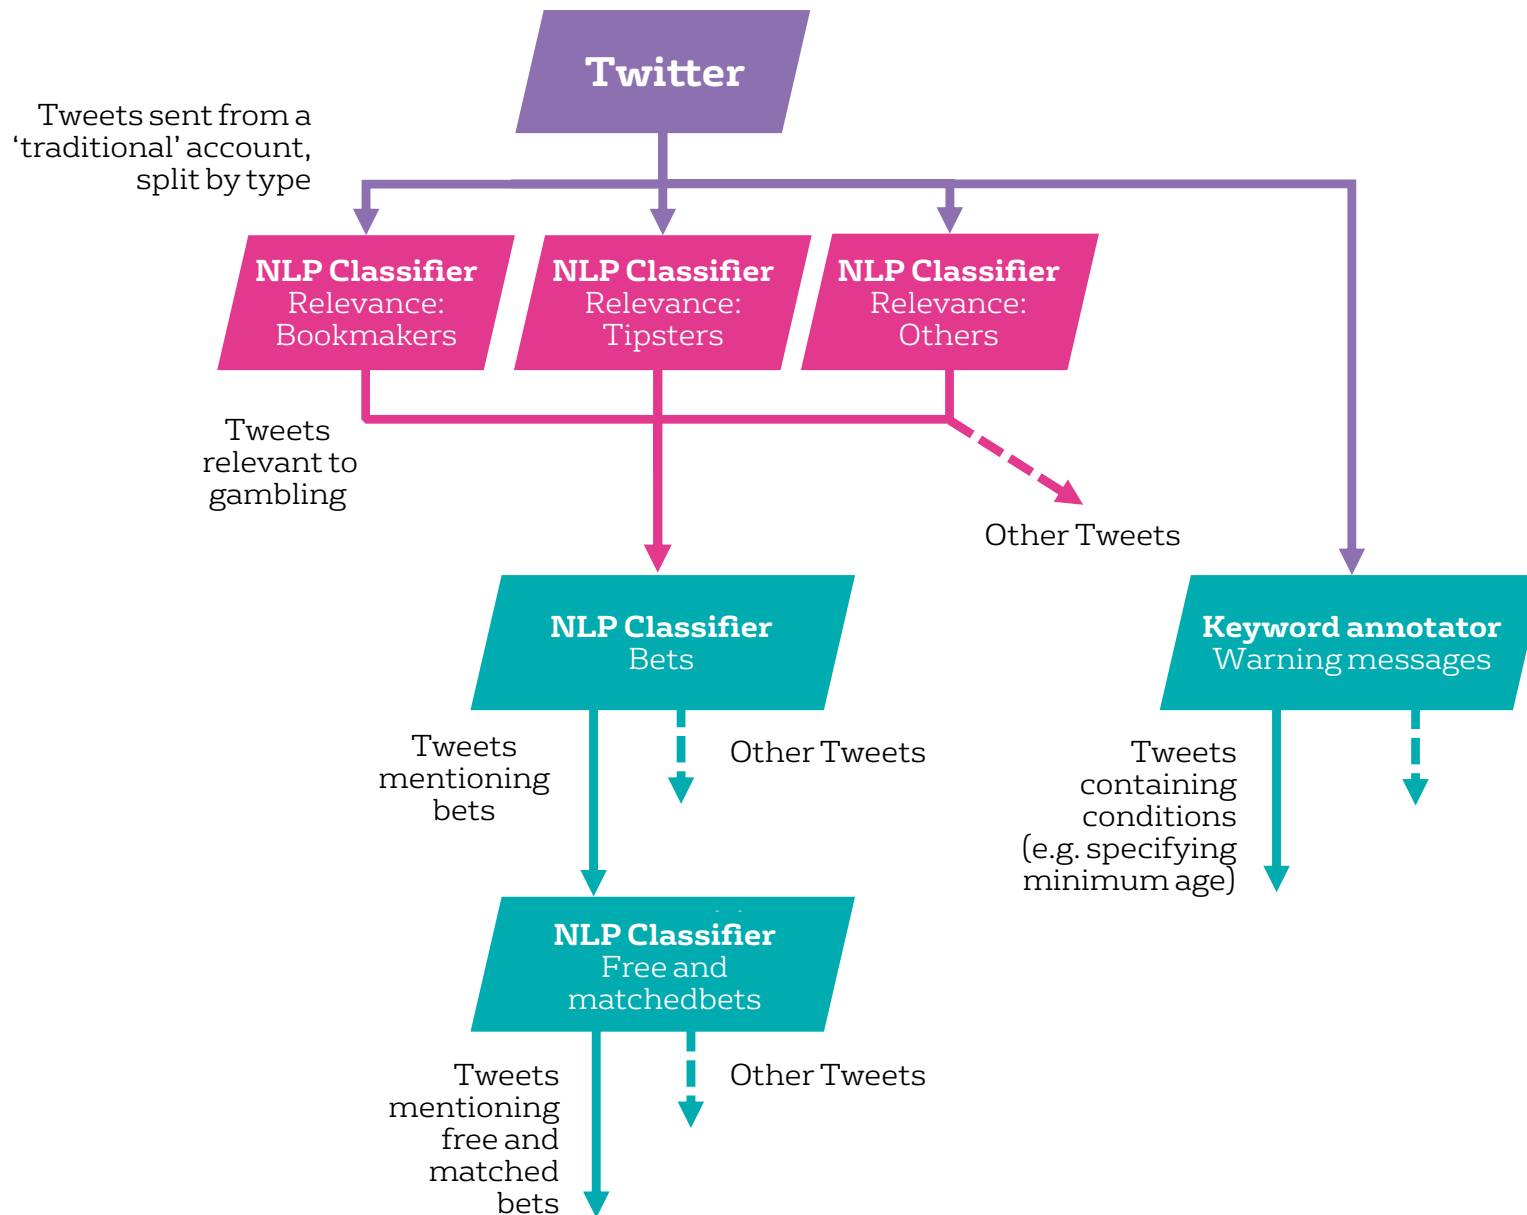 Twitter
Tweets sent from a
‘traditional’ account,
split by type
NLP Classifier
Relevance:
Bookmakers
NLP Classifier
Relevance:
Tipsters
NLP Classifier
Relevance:
Others
Tweets
relevant to
gambling
Other Tweets
NLP Classifier
Bets
Keyword annotator
Warning messages
Tweets
mentioning
bets
Other Tweets
Tweets
containing
conditions
(e.g. specifying
minimum age)
NLP Classifier
Free and
matchedbets
Tweets
mentioning
free and
matched
bets
Other Tweets